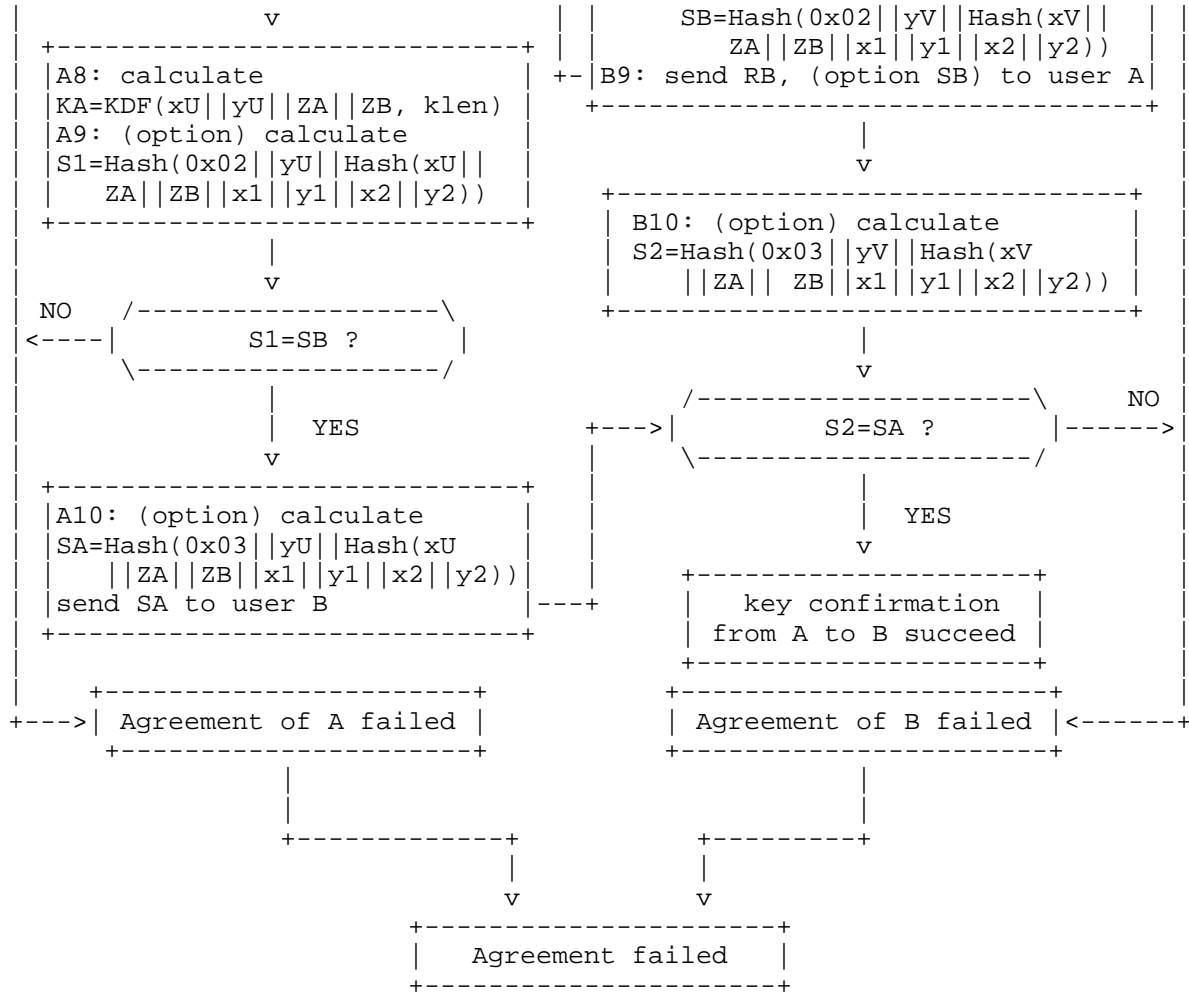 SB=Hash(0x02||yV||Hash(xV||
ZA||ZB||x1||y1||x2||y2))
B9: send RB, (option SB) to user A
v
A8: calculate
KA=KDF(xU||yU||ZA||ZB, klen)
A9: (option) calculate
S1=Hash(0x02||yU||Hash(xU||
ZA||ZB||x1||y1||x2||y2))
v
v
B10: (option) calculate
S2=Hash(0x03||yV||Hash(xV
||ZA|| ZB||x1||y1||x2||y2))
NO
S1=SB ?
v
v
S2=SA ?
NO
YES
v
YES
v
A10: (option) calculate
SA=Hash(0x03||yU||Hash(xU
||ZA||ZB||x1||y1||x2||y2))
send SA to user B
key confirmation
from A to B succeed
Agreement of A failed
Agreement of B failed
v
v
Agreement failed